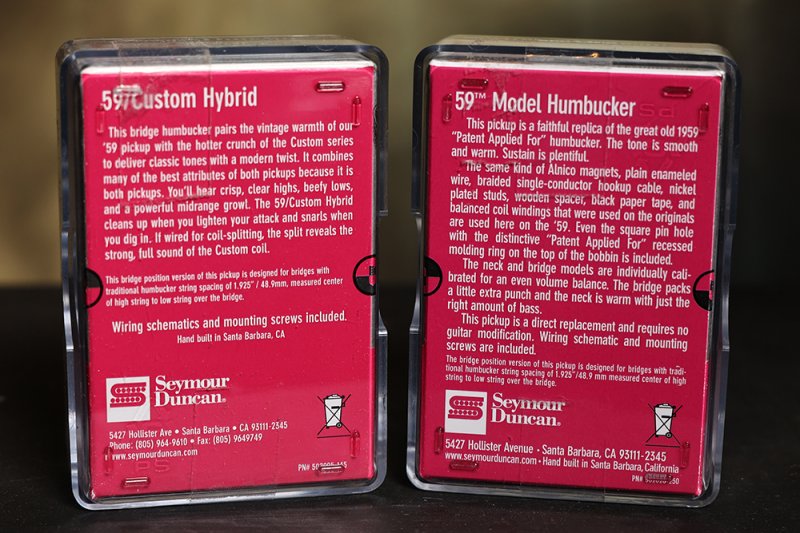 59/Custom Hybrid
This bridge humbucker pairs the vintage warmth of our
'59 pickup with the hotter crunch of the Custom series
to deliver classic tones with a modern twist. It combines
many of the best attributes of both pickups because it is
both pickups. You'll hear crisp, clear highs, beefy lows,
and a powerful midrange growl. The 59/Custom Hybrid
cleans up when you lighten your attack and snarls when
you dig in. If wired for coil-splitting, the split reveals the
strong, full sound of the Custom coil.
This bridge position version of this pickup is designed for bridges with
traditional humbucker string spacing of 1.925" / 48.9mm, measured center
of high string to low string over the bridge.
Wiring schematics and mounting screws included.
Hand built in Santa Barbara, CA
Seymour
Duncan®
5427 Hollister Ave • Santa Barbara • CA 93111-2345
Phone: (805) 964-9610 • Fax: (805) 9649749
www.seymourduncan.com
PN#
59™ Model Humbucker
This pickup is a faithful replica of the great old 1959
"Patent Applied For" humbucker. The tone is smooth
and warm. Sustain is plentiful.
The same kind of Alnico magnets, plain enameled
wire, braided single-conductor hookup cable, nickel
plated studs, wooden spacer, black paper tape, and
balanced coil windings that were used on the originals
are used here on the '59. Even the square pin hole
with the distinctive "Patent Applied For" recessed
molding ring on the top of the bobbin is included.
The neck and bridge models are individually cali-
brated for an even volume balance. The bridge packs
a little extra punch and the neck is warm with just the
right amount of bass.
This pickup is a direct replacement and requires no
guitar modification. Wiring schematic and mounting
screws are included.
The bridge position version of this pickup is designed for bridges with tradi-
tional humbucker string spacing of 1.925"/48.9 mm measured center of high
string to low string over the bridge.
Seymour
Duncan®
5427 Hollister Avenue • Santa Barbara, CA 93111-2345
www.seymourduncan.com • Hand built in Santa Barbara, California
PN#